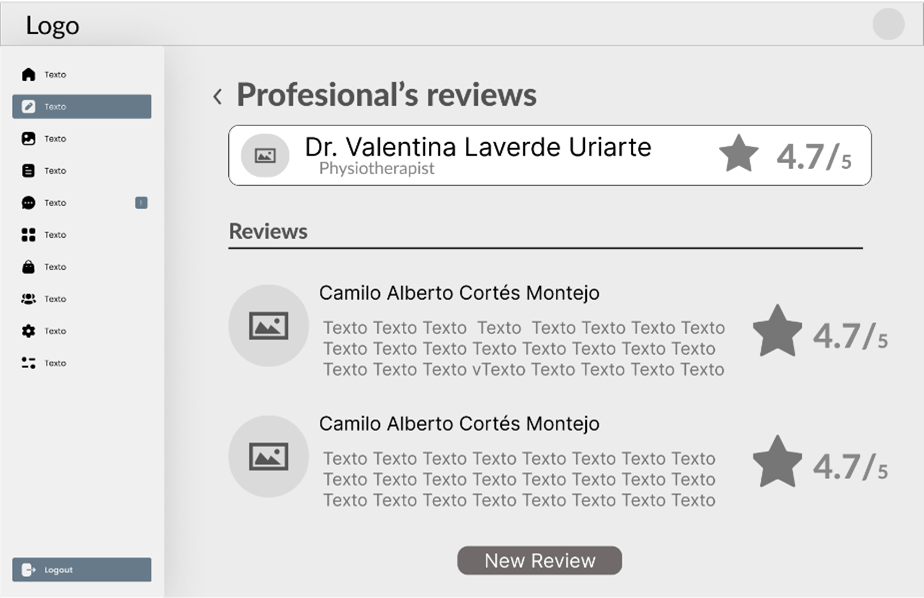 Logo
Texto
Texto
Texto
Texto
Texto
Texto
Texto
Texto
Texto
Texto
Logout
‹ Profesional’s reviews
Dr. Valentina Laverde Uriarte
Physiotherapist
4.7/5
Reviews
Camilo Alberto Cortés Montejo
Texto Texto Texto Texto Texto Texto Texto Texto
Texto Texto Texto Texto Texto Texto Texto Texto
Texto Texto Texto vTexto Texto Texto Texto Texto
4.7/5
Camilo Alberto Cortés Montejo
Texto Texto Texto Texto Texto Texto Texto Texto
Texto Texto Texto Texto Texto Texto Texto Texto
Texto Texto Texto Texto Texto Texto Texto Texto
4.7/5
New Review